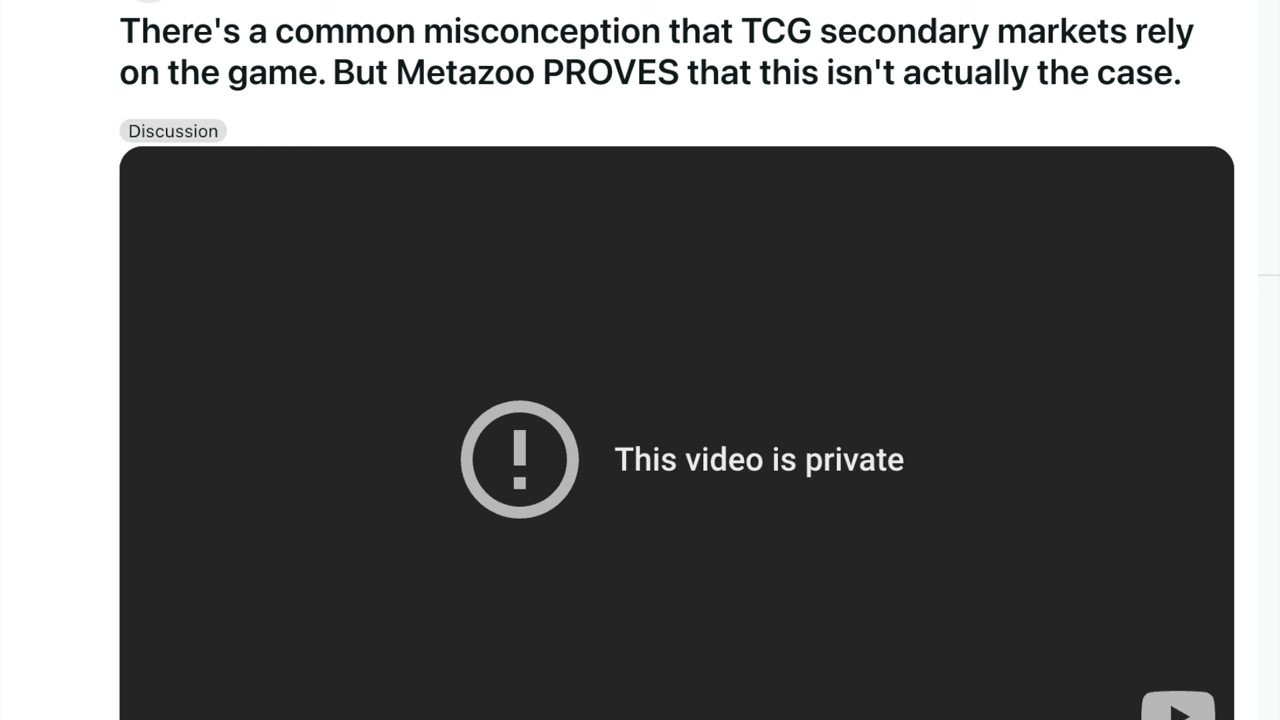 There's a common misconception that TCG secondary markets rely
on the game. But Metazoo PROVES that this isn't actually the case.
Discussion
This video is private